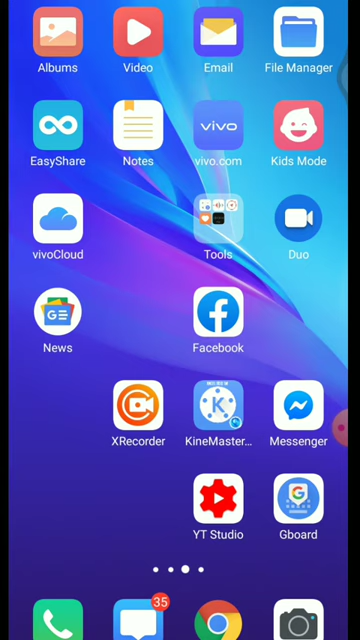 Albums Video Email File Manager
vivo
EasyShare Notes vivo.com Kids Mode
vivoCloud Tools Duo
GE
News Facebook
K
XRecorder KineMaster... Messenger
G
YT Studio Gboard
35